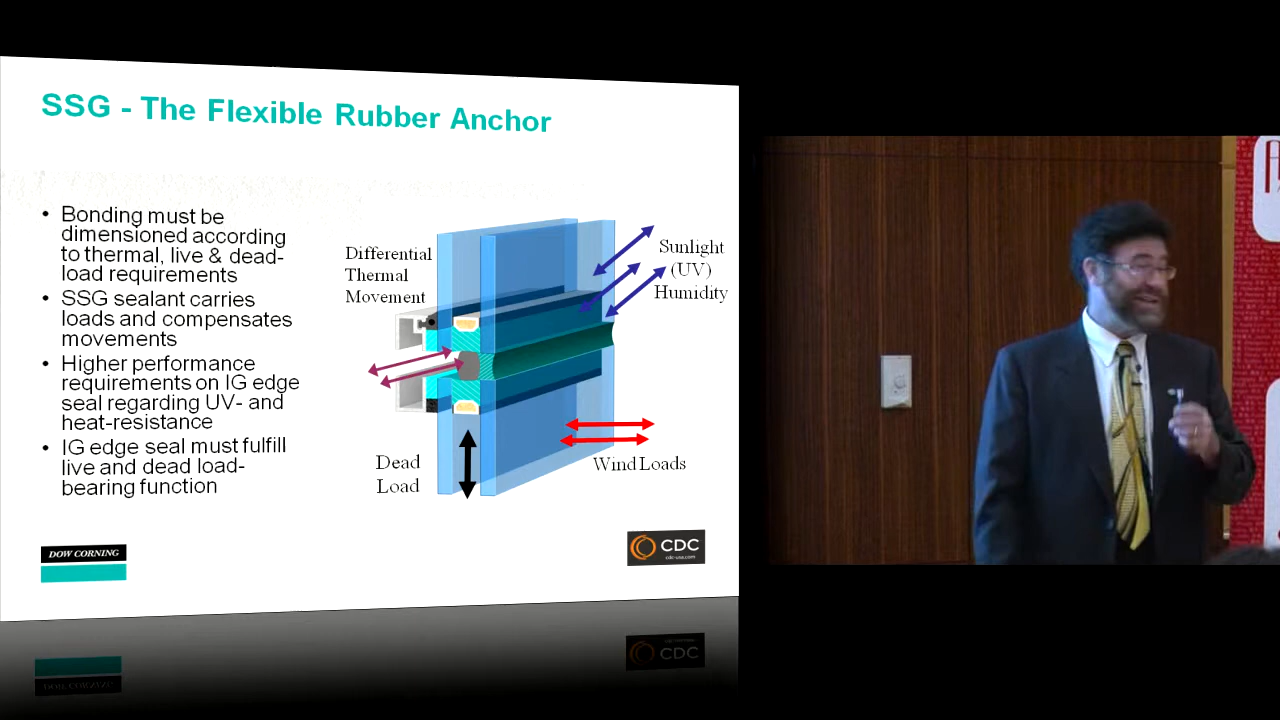 SSG - The Flexible Rubber Anchor
• Bonding must be
dimensioned according
to thermal, live & dead-
load requirements
• SSG sealant carries
loads and compensates
movements
• Higher performance
requirements on IG edge
seal regarding UV- and
heat-resistance
• IG edge seal must fulfill
live and dead load-
bearing function
Differential
Thermal
Movement
Sunlight
(UV)
Humidity
Dead
Load
Wind Loads
DOW CORNING
CDC
cdc-usa.com